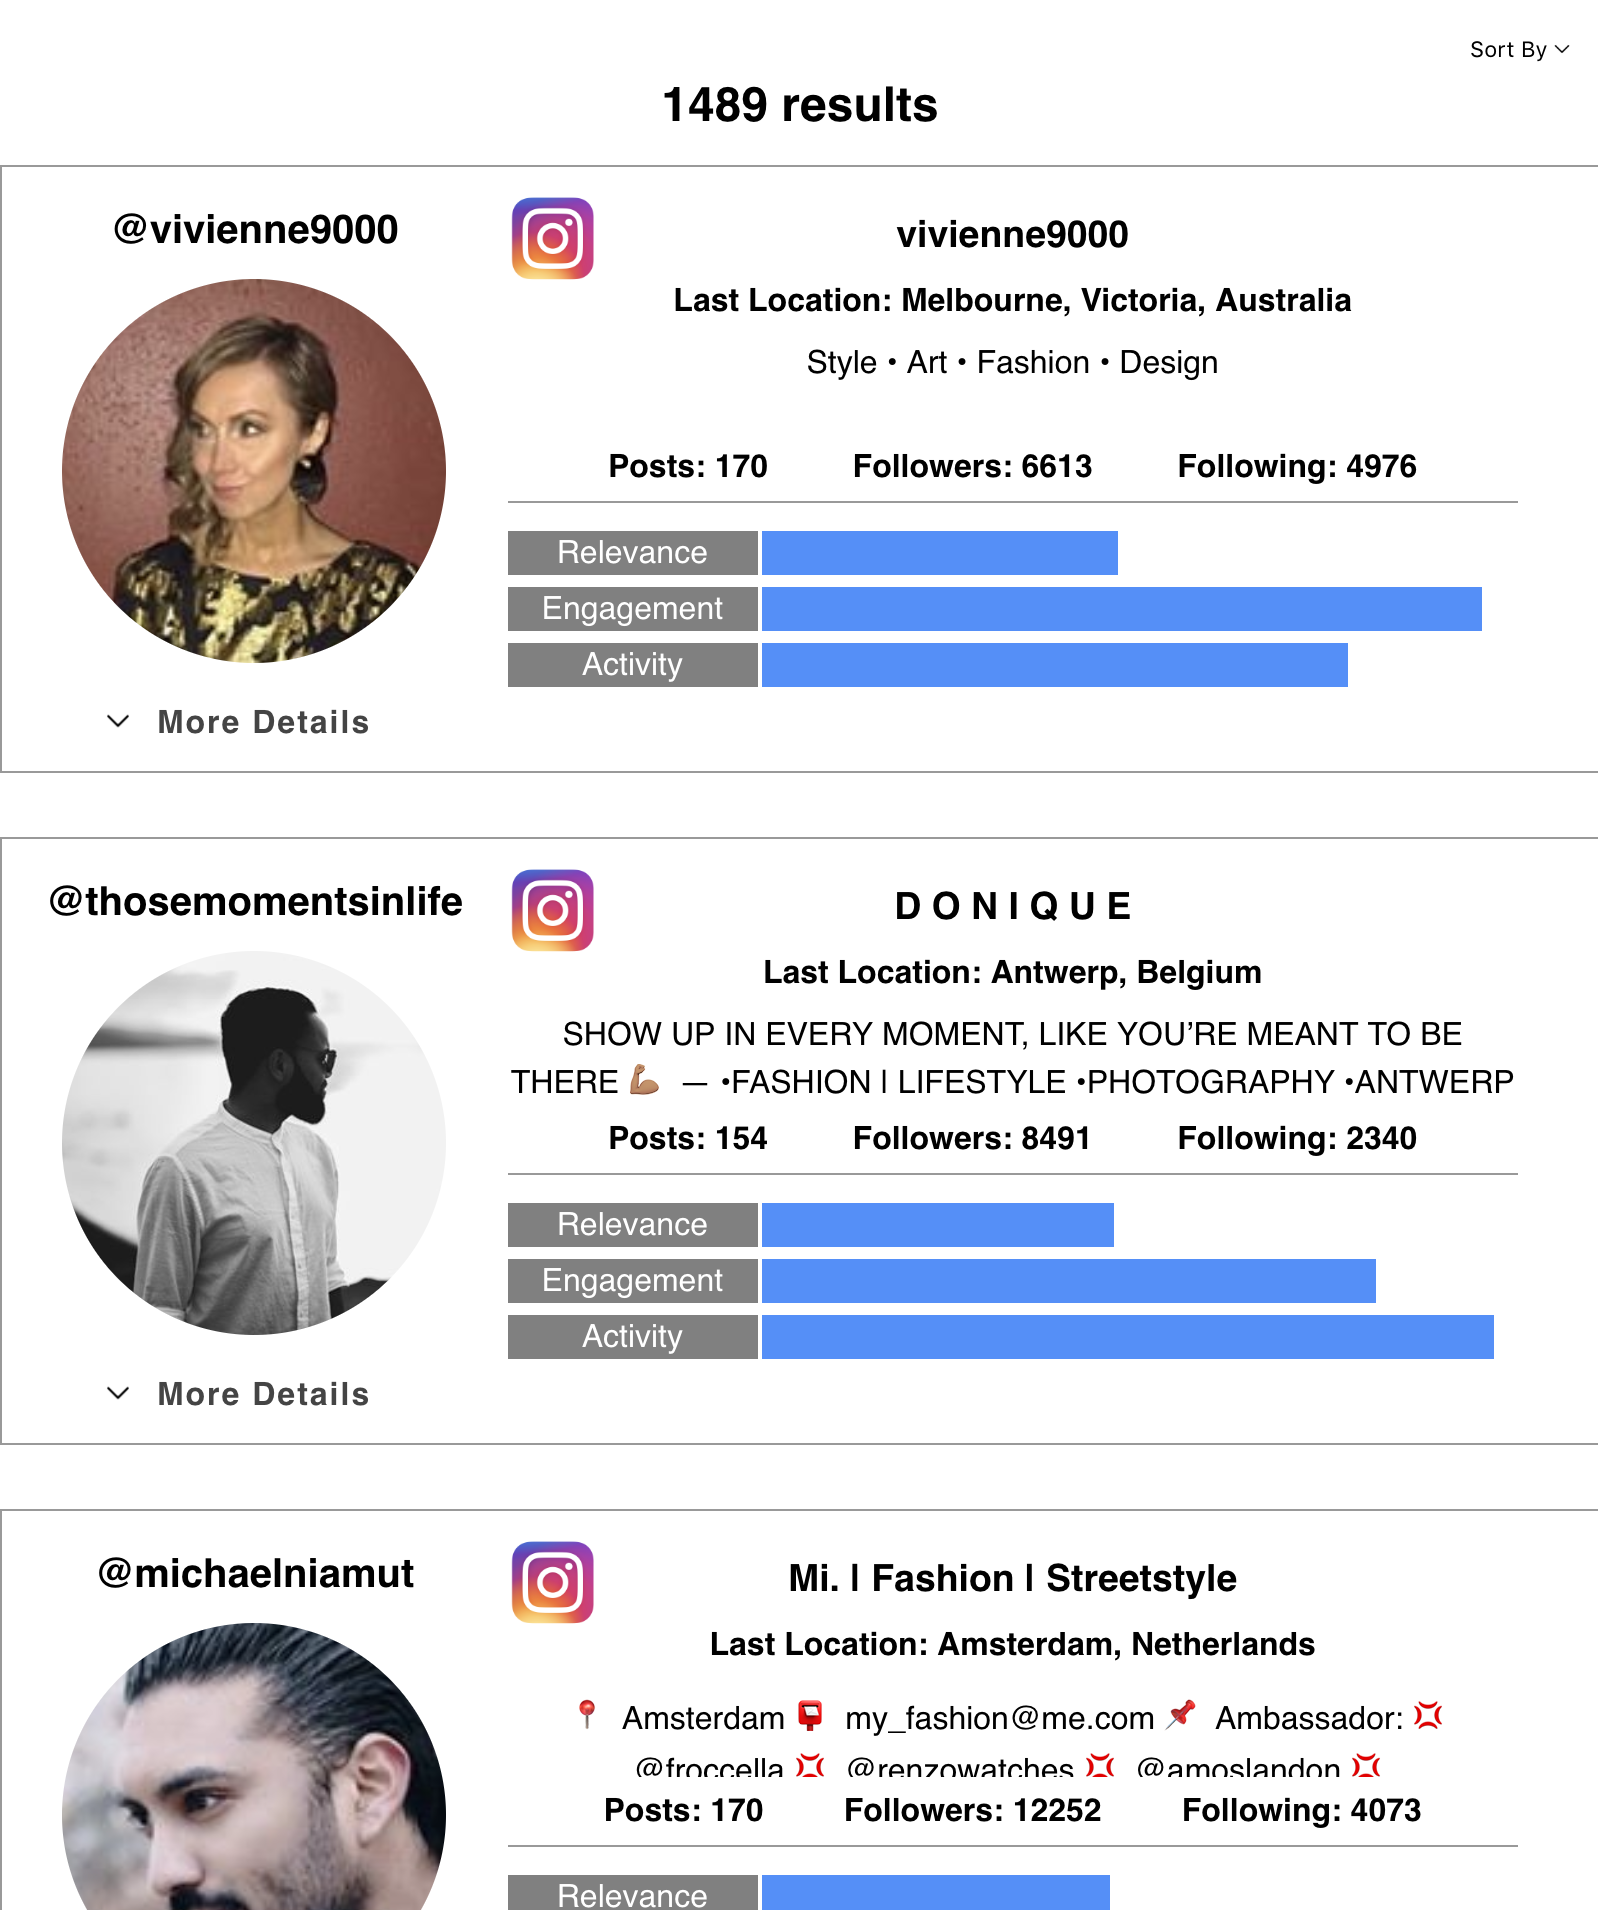 Sort By
1489 results
@vivienne9000
vivienne9000
Last Location: Melbourne, Victoria, Australia
Style • Art • Fashion • Design
Posts: 170 Followers: 6613 Following: 4976
Relevance
Engagement
Activity
More Details
@thosemomentsinlife
D O N I Q U E
Last Location: Antwerp, Belgium
SHOW UP IN EVERY MOMENT, LIKE YOU’RE MEANT TO BE
THERE 💪🏽 — •FASHION | LIFESTYLE •PHOTOGRAPHY •ANTWERP
Posts: 154 Followers: 8491 Following: 2340
Relevance
Engagement
Activity
More Details
@michaelniamut
Mi. | Fashion | Streetstyle
Last Location: Amsterdam, Netherlands
📍 Amsterdam 📮 my_fashion@me.com 📌 Ambassador: 💢
@froccella 💢 @renzowatches 💢 @amoslandon 💢
Posts: 170 Followers: 12252 Following: 4073
Relevance